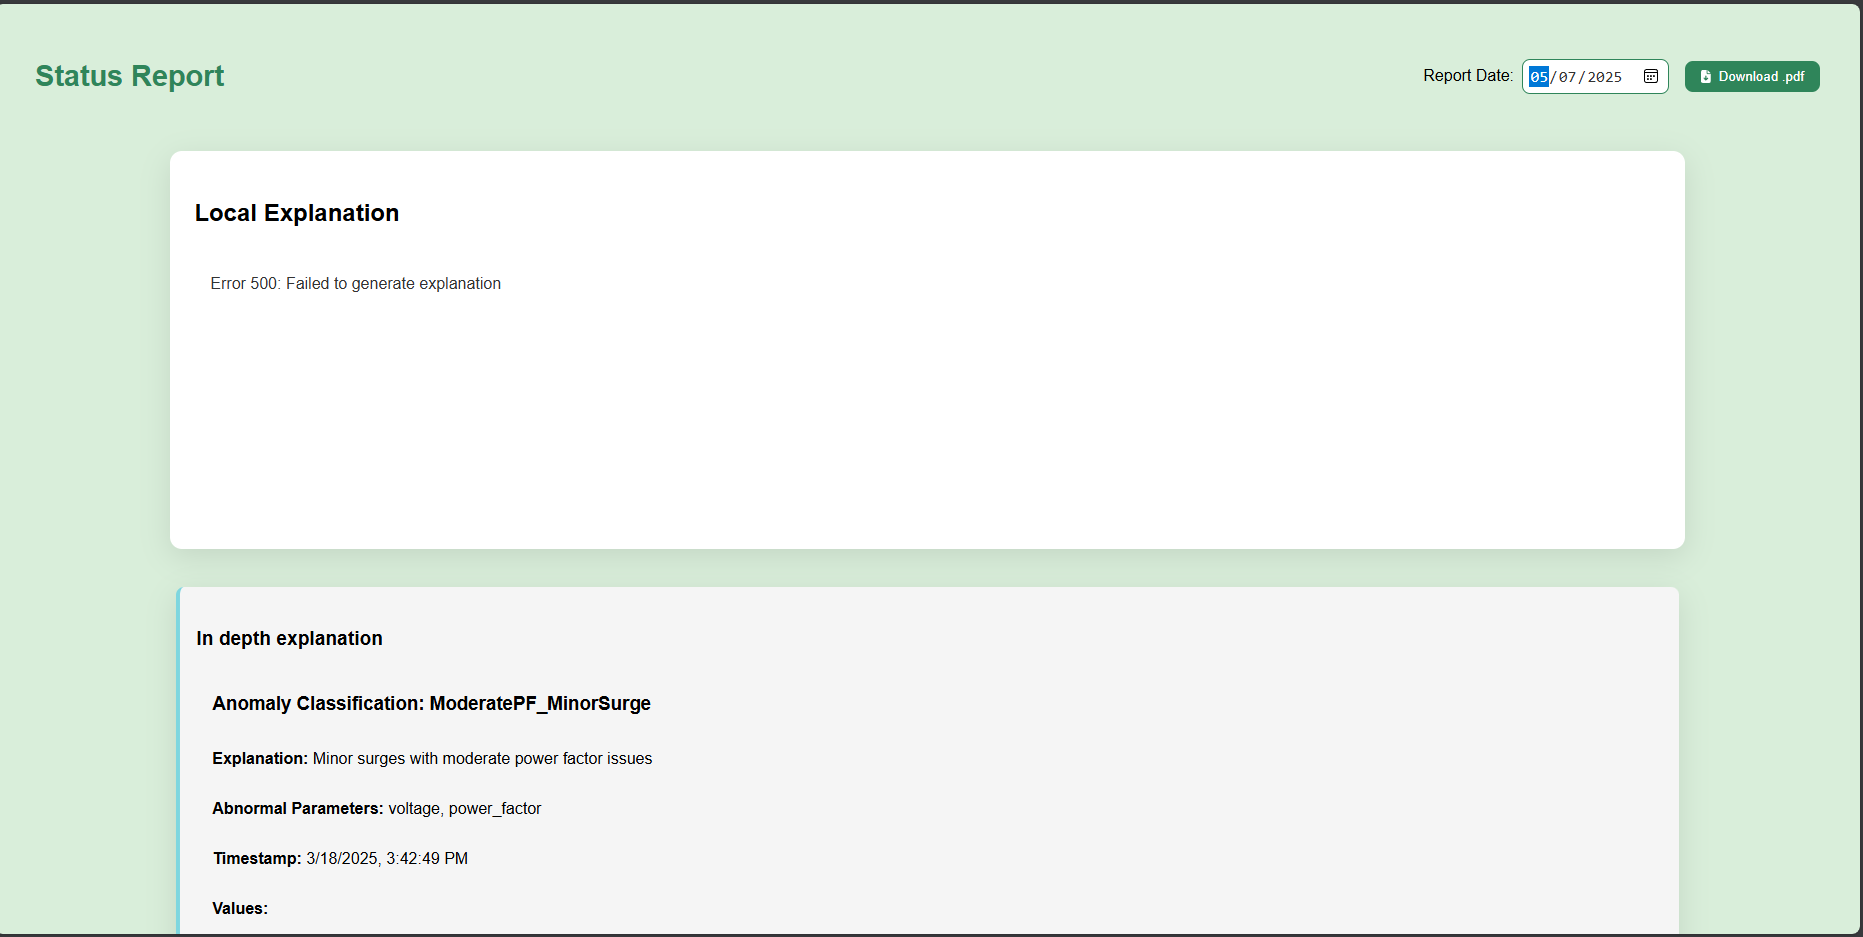 Status Report
Report Date: 05/07/2025
Download .pdf
Local Explanation
Error 500: Failed to generate explanation
In depth explanation
Anomaly Classification: ModeratePF_MinorSurge
Explanation: Minor surges with moderate power factor issues
Abnormal Parameters: voltage, power_factor
Timestamp: 3/18/2025, 3:42:49 PM
Values: